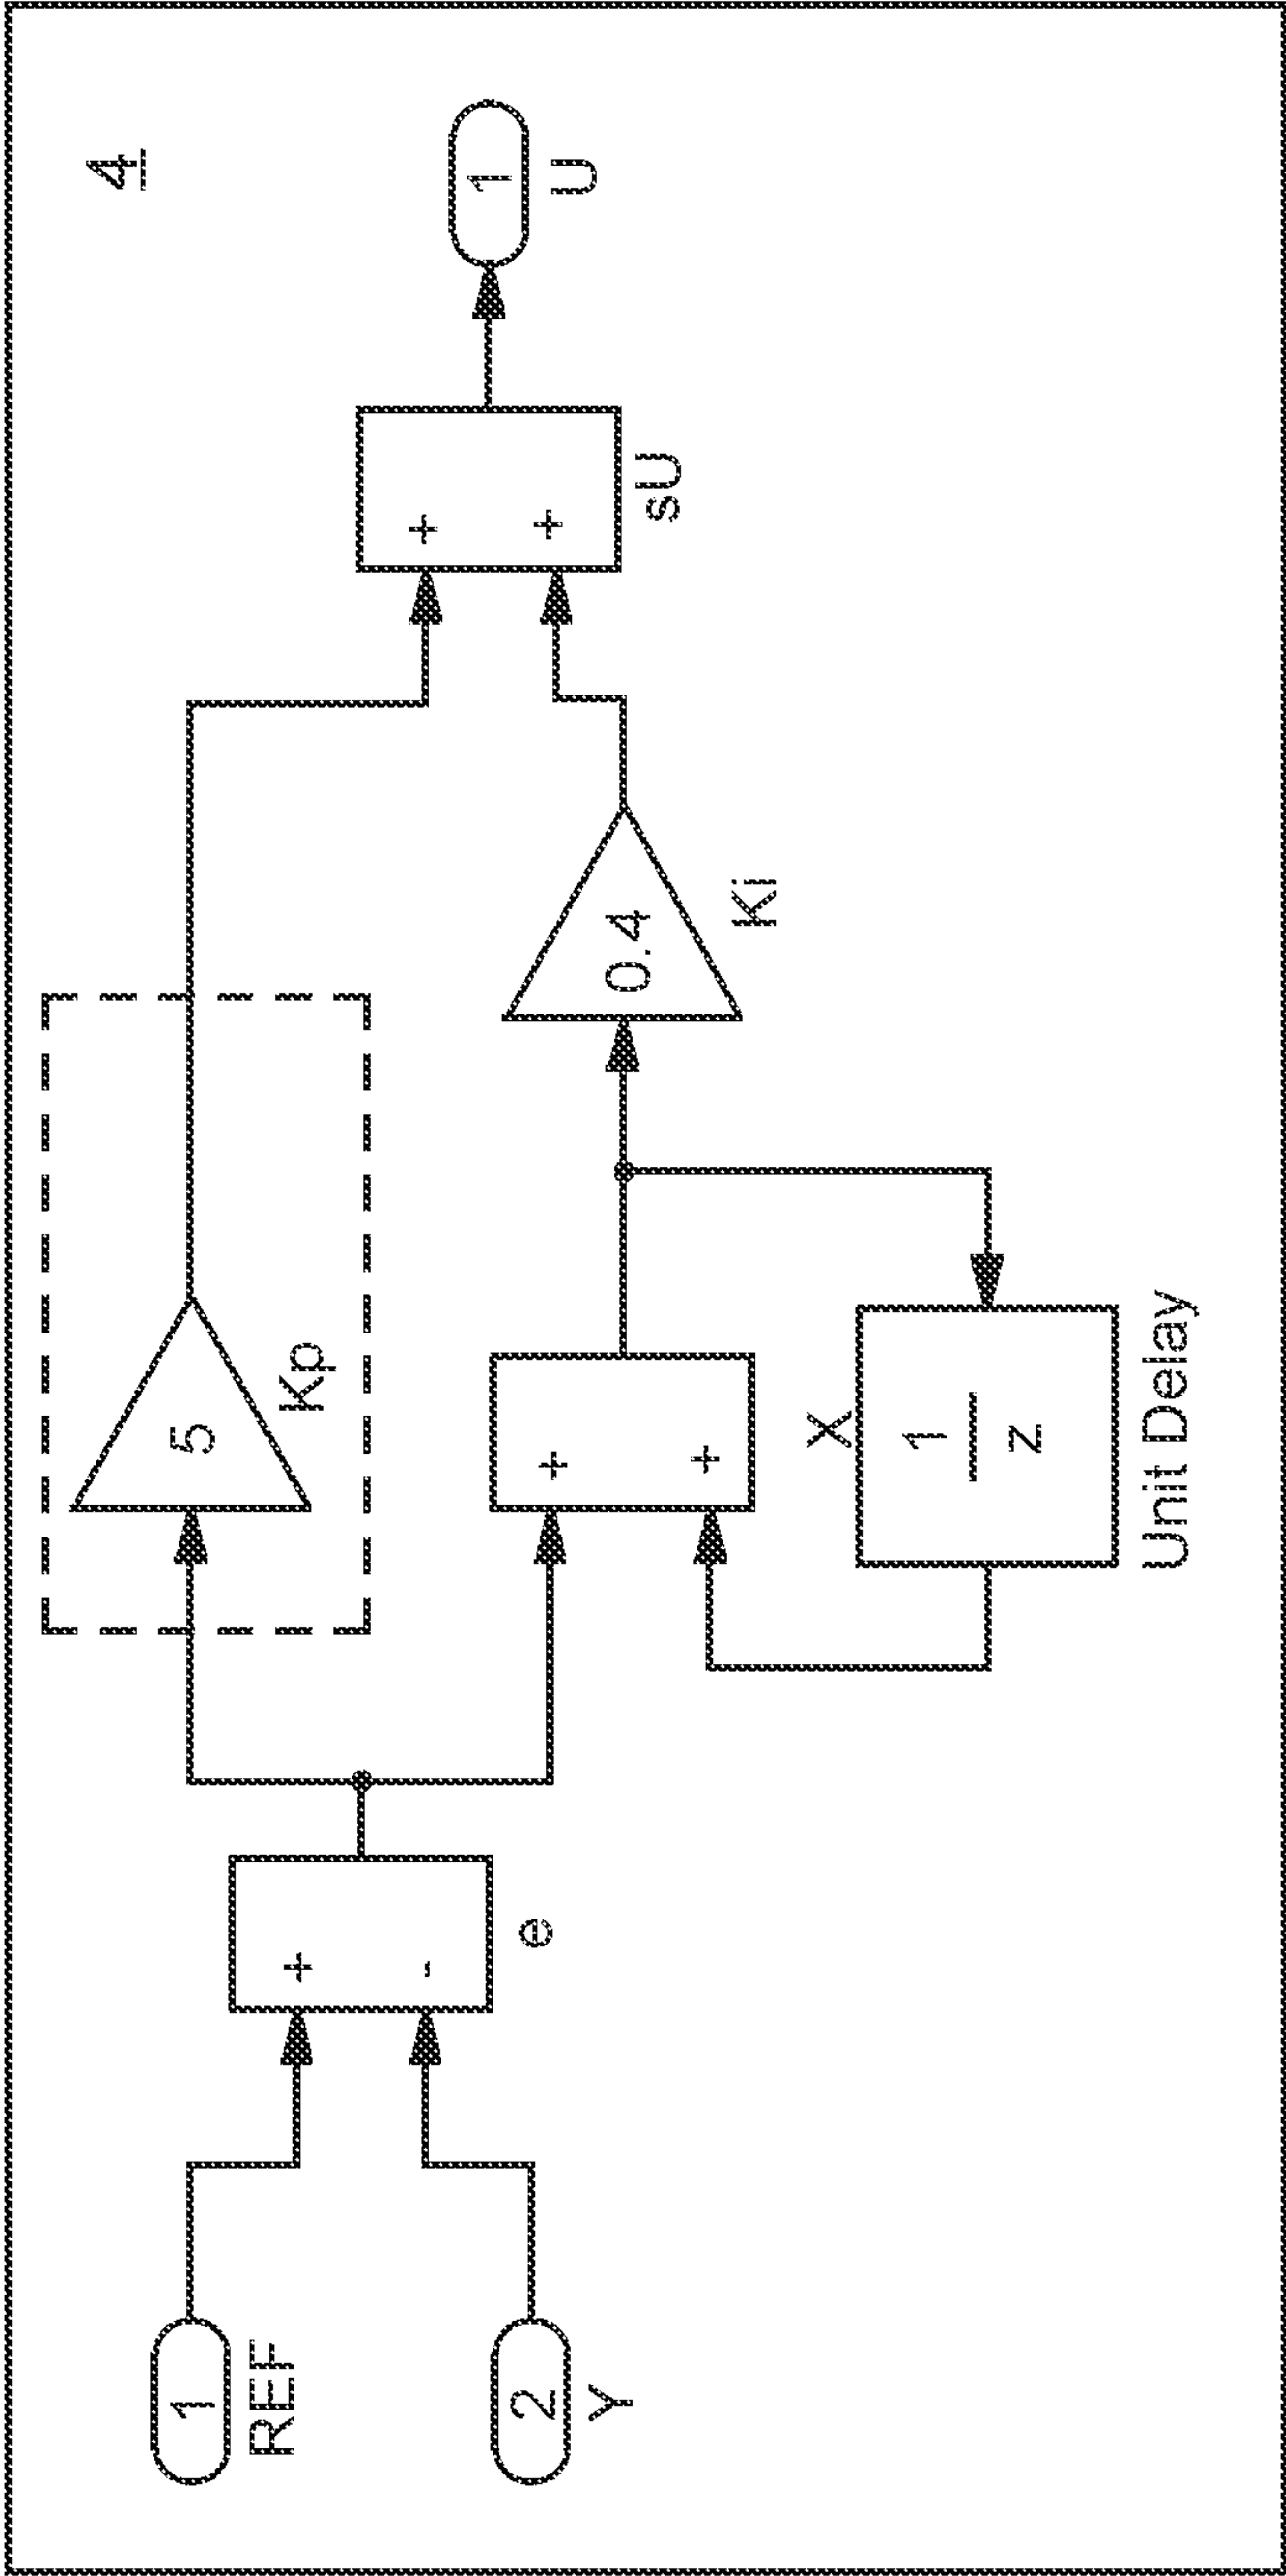 4
5
Kp
1
REF
+
-
e
2
Y
+
+
X
1
z
Unit Delay
0.4
Ki
+
+
sU
1
U